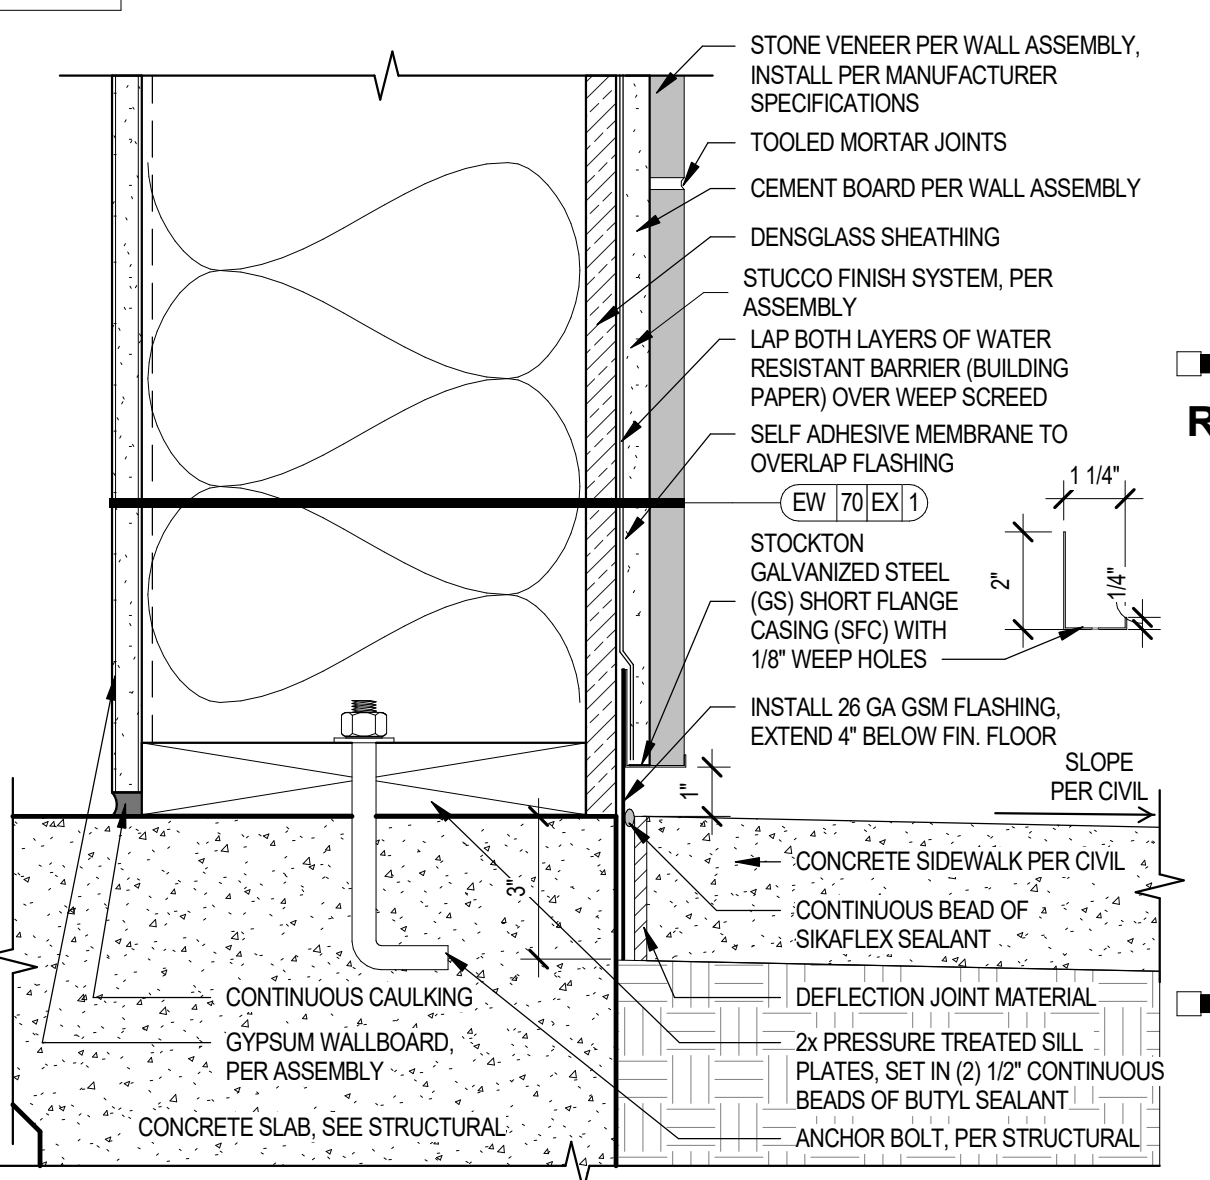 STONE VENEER PER WALL ASSEMBLY,
INSTALL PER MANUFACTURER
SPECIFICATIONS
TOOLED MORTAR JOINTS
CEMENT BOARD PER WALL ASSEMBLY
DENSGLASS SHEATHING
STUCCO FINISH SYSTEM, PER
ASSEMBLY
LAP BOTH LAYERS OF WATER
RESISTANT BARRIER (BUILDING
PAPER) OVER WEEP SCREED
R
SELF ADHESIVE MEMBRANE TO
OVERLAP FLASHING
1 1/4"
EW 70 EX 1
STOCKTON
GALVANIZED STEEL
(GS) SHORT FLANGE
CASING (SFC) WITH
1/8" WEEP HOLES
2"
1/4"
INSTALL 26 GA GSM FLASHING,
EXTEND 4" BELOW FIN. FLOOR
SLOPE
PER CIVIL
1"
3"
CONCRETE SIDEWALK PER CIVIL
CONTINUOUS BEAD OF
SIKAFLEX SEALANT
DEFLECTION JOINT MATERIAL
2x PRESSURE TREATED SILL
PLATES, SET IN (2) 1/2" CONTINUOUS
BEADS OF BUTYL SEALANT
ANCHOR BOLT, PER STRUCTURAL
CONTINUOUS CAULKING
GYPSUM WALLBOARD,
PER ASSEMBLY
CONCRETE SLAB, SEE STRUCTURAL